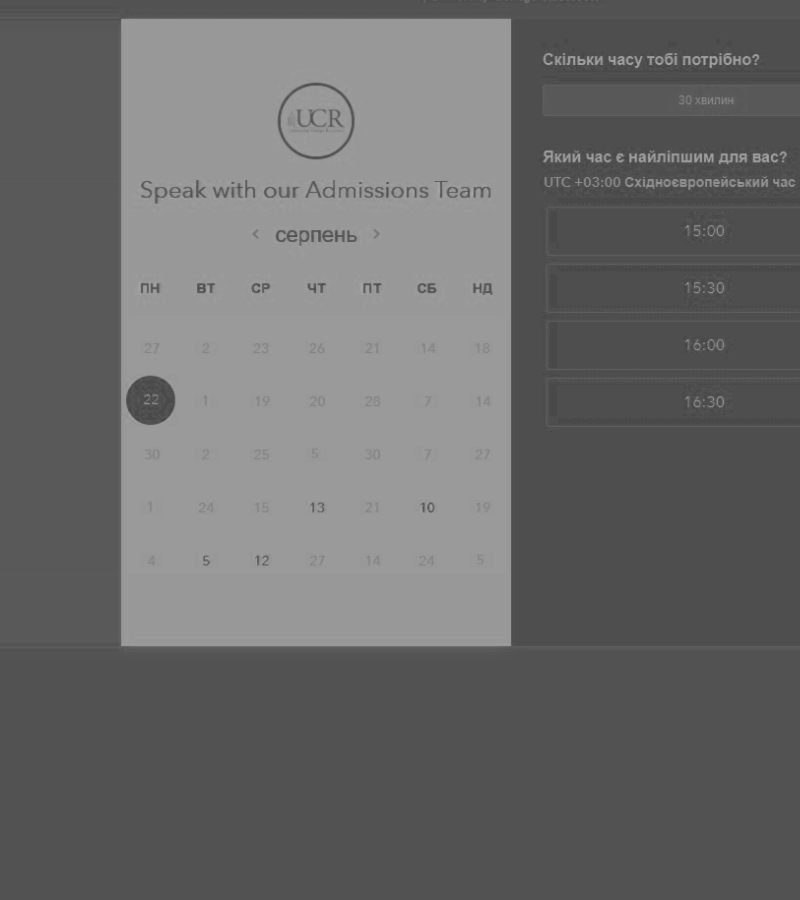 UCR
Speak with our Admissions Team
‹ серпень ›
ПН ВТ СР ЧТ ПТ СБ НД
27 2 23 26 21 14 18
22 1 19 20 28 7 14
30 2 25 5 30 7 27
1 24 15 13 21 10 19
4 5 12 27 14 24 5
Скільки часу тобі потрібно?
30 хвилин
Який час є найліпшим для вас?
UTC +03:00 Східноєвропейський час
15:00
15:30
16:00
16:30